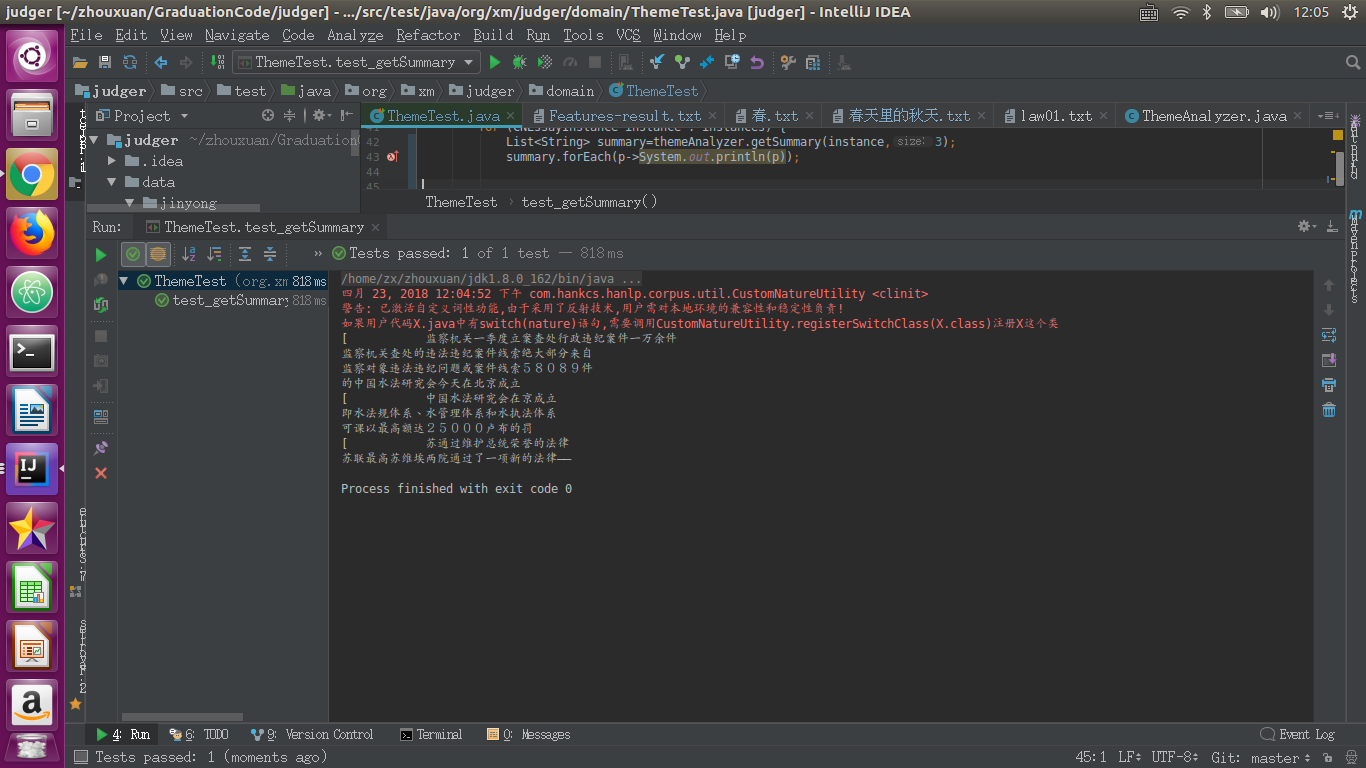 judger [~/zhouxuan/GraduationCode/judger] - .../src/test/java/org/xm/judger/domain/ThemeTest.java [judger] - IntelliJ IDEA
12:05
File Edit View Navigate Code Analyze Refactor Build Run Tools VCS Window Help
ThemeTest.test_getSummary
judger src test java org xm judger domain ThemeTest
Project
ThemeTest.java Features-result.txt 春.txt 春天里的秋天.txt law01.txt ThemeAnalyzer.java
judger ~/zhouxuan/Graduation
.idea
data
jinyong
42 List<String> summary=themeAnalyzer.getSummary(instance, size: 3);
43 summary.forEach(p->System.out.println(p));
44
45
ThemeTest › test_getSummary()
Run: ThemeTest.test_getSummary
» Tests passed: 1 of 1 test — 818 ms
ThemeTest (org.xm 818 ms
test_getSummary 818 ms
/home/zx/zhouxuan/jdk1.8.0_162/bin/java ...
四月 23, 2018 12:04:52 下午 com.hankcs.hanlp.corpus.util.CustomNatureUtility <clinit>
警告: 已激活自定义词性功能,由于采用了反射技术,用户需对本地环境的兼容性和稳定性负责!
如果用户代码X.java中有switch(nature)语句,需要调用CustomNatureUtility.registerSwitchClass(X.class)注册X这个类
[ 监察机关一季度立案查处行政违纪案件一万余件
监察机关查处的违法违纪案件线索绝大部分来自
监察对象违法违纪问题或案件线索５８０８９件
的中国水法研究会今天在北京成立
[ 中国水法研究会在京成立
即水法规体系、水管理体系和水执法体系
可课以最高额达２５０００卢布的罚
[ 苏通过维护总统荣誉的法律
苏联最高苏维埃两院通过了一项新的法律——
Process finished with exit code 0
4: Run 6: TODO 9: Version Control Terminal 0: Messages Event Log
Tests passed: 1 (moments ago)
45:1 LF÷ UTF-8÷ Git: master÷